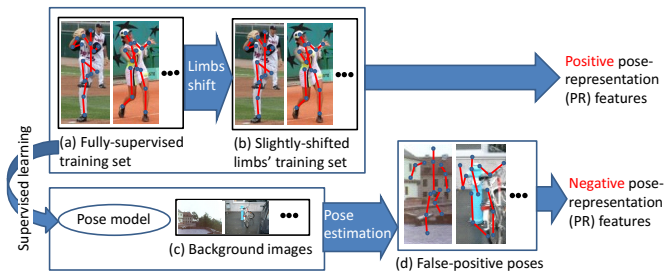 Limbs
shift
Positive pose-
representation
(PR) features
(a) Fully-supervised
training set
(b) Slightly-shifted
limbs' training set
Supervised learning
Pose model
(c) Background images
Pose
estimation
(d) False-positive poses
Negative pose-
representation
(PR) features